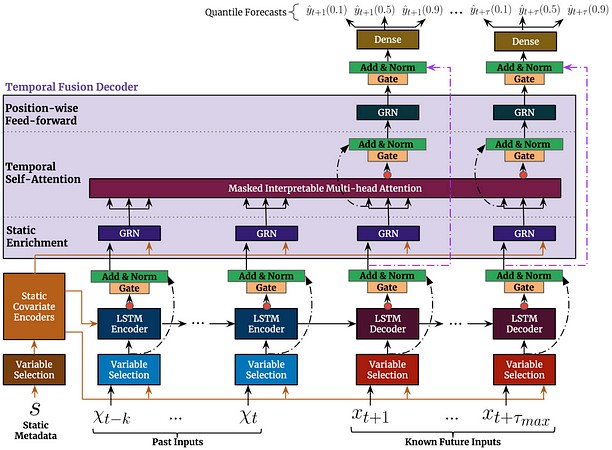 Quantile Forecasts ŷt+1(0.1) ŷt+1(0.5) ŷt+1(0.9) ... ŷt+τ(0.1) ŷt+τ(0.5) ŷt+τ(0.9)
Dense Dense
Add & Norm Add & Norm
Gate Gate
Temporal Fusion Decoder
Position-wise
Feed-forward
GRN GRN
Add & Norm Add & Norm
Gate Gate
Temporal
Self-Attention
Masked Interpretable Multi-head Attention
Static
Enrichment
GRN GRN GRN GRN
Add & Norm Add & Norm Add & Norm Add & Norm
Gate Gate Gate Gate
Static
Covariate
Encoders
LSTM
Encoder
...
LSTM
Encoder
LSTM
Decoder
...
LSTM
Decoder
Variable
Selection
Variable
Selection
Variable
Selection
Variable
Selection
Variable
Selection
s
Static
Metadata
χt−k ... χt xt+1 ... xt+τmax
Past Inputs Known Future Inputs